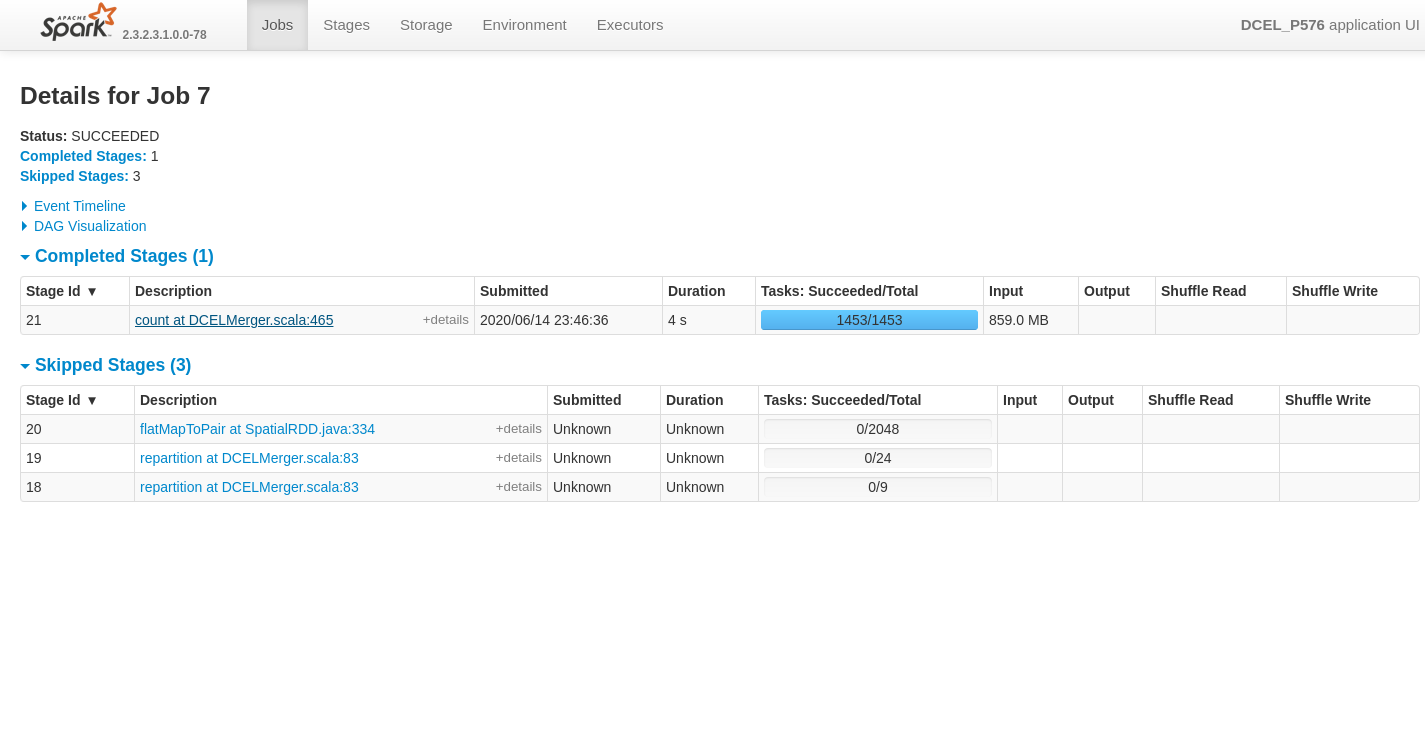 APACHE Spark 2.3.2.3.1.0.0-78 Jobs Stages Storage Environment Executors DCEL_P576 application UI
Details for Job 7
Status: SUCCEEDED
Completed Stages: 1
Skipped Stages: 3
Event Timeline
DAG Visualization
Completed Stages (1)
Stage Id ▾ Description Submitted Duration Tasks: Succeeded/Total Input Output Shuffle Read Shuffle Write
21 count at DCELMerger.scala:465 +details 2020/06/14 23:46:36 4 s 1453/1453 859.0 MB
Skipped Stages (3)
Stage Id ▾ Description Submitted Duration Tasks: Succeeded/Total Input Output Shuffle Read Shuffle Write
20 flatMapToPair at SpatialRDD.java:334 +details Unknown Unknown 0/2048
19 repartition at DCELMerger.scala:83 +details Unknown Unknown 0/24
18 repartition at DCELMerger.scala:83 +details Unknown Unknown 0/9